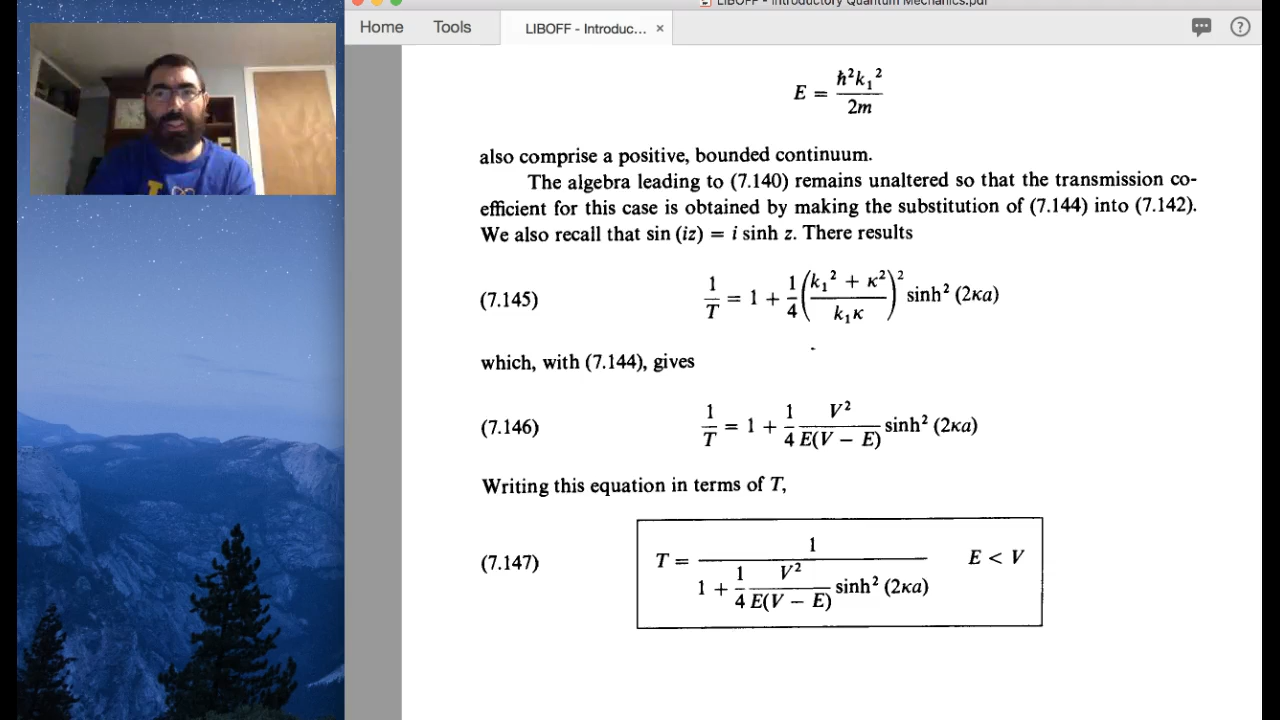 LIBOFF - Introductory Quantum Mechanics.pdf
Home Tools LIBOFF - Introduc... × ?
E = ħ²k₁² / 2m
also comprise a positive, bounded continuum.
The algebra leading to (7.140) remains unaltered so that the transmission co-
efficient for this case is obtained by making the substitution of (7.144) into (7.142).
We also recall that sin (iz) = i sinh z. There results
(7.145) 1/T = 1 + 1/4 ((k₁² + κ²) / k₁κ)² sinh² (2κa)
which, with (7.144), gives
(7.146) 1/T = 1 + 1/4 V² / E(V − E) sinh² (2κa)
Writing this equation in terms of T,
(7.147) T = 1 / (1 + 1/4 V² / E(V − E) sinh² (2κa)) E < V